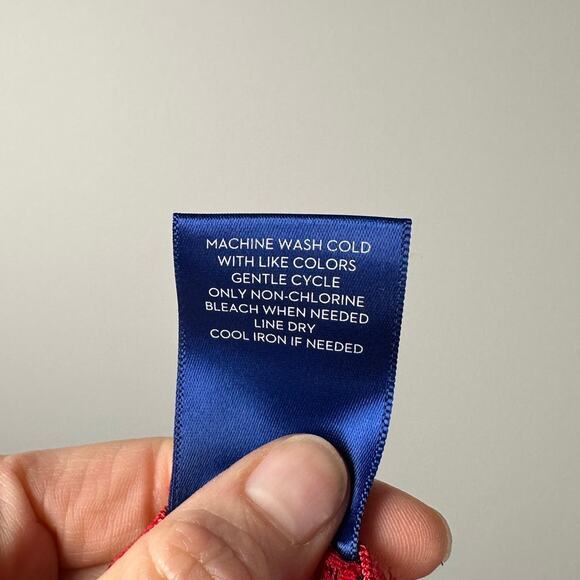 MACHINE WASH COLD
WITH LIKE COLORS
GENTLE CYCLE
ONLY NON-CHLORINE
BLEACH WHEN NEEDED
LINE DRY
COOL IRON IF NEEDED